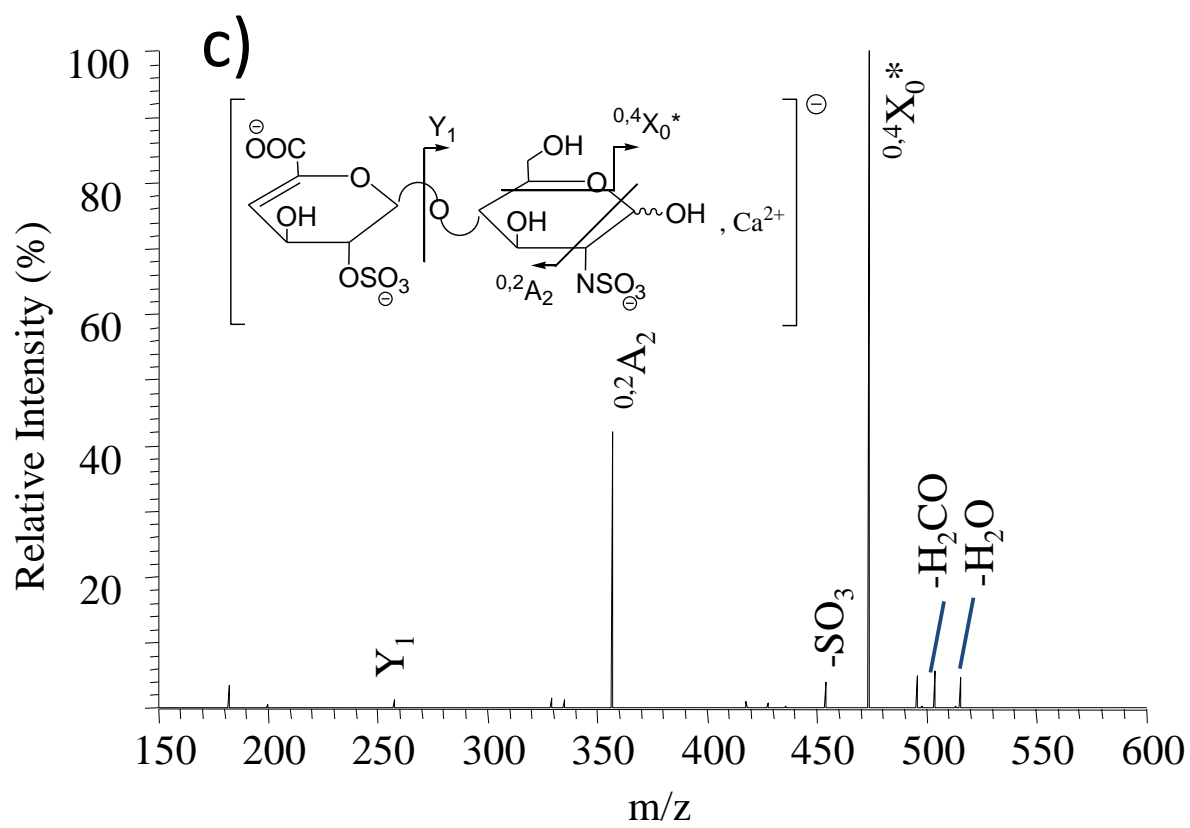 c)
100
80
60
40
20
Relative Intensity (%)
⊖
⊖
OOC
O
OH
OSO₃
⊖
Y₁
O
⁰,⁴X₀*
OH
O
OH
OH
NSO₃
⊖
⁰,²A₂
, Ca²⁺
⁰,⁴X₀*
⁰,²A₂
Y₁
-SO₃
-H₂CO
-H₂O
150 200 250 300 350 400 450 500 550 600
m/z